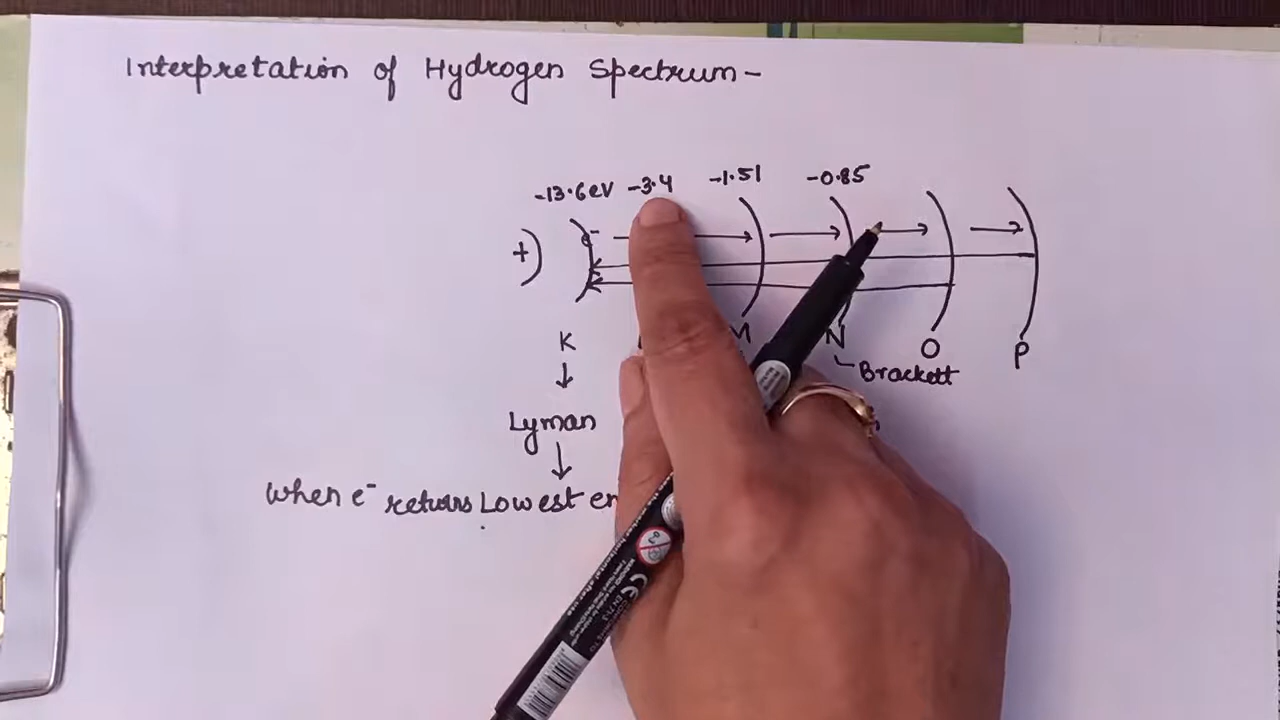 Interpretation of Hydrogen Spectrum-
-13.6eV -3.4 -1.51 -0.85
+ e-
K M N O P
Brackett
Lyman
When e- returns Lowest en